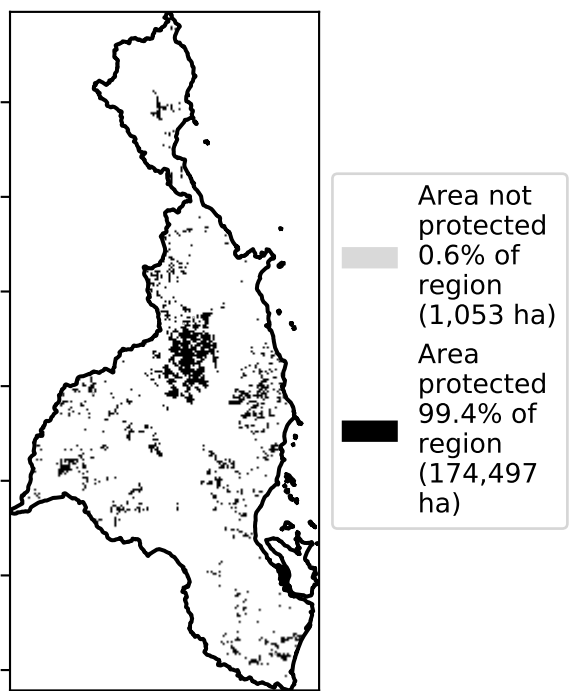 Area not
protected
0.6% of
region
(1,053 ha)
Area
protected
99.4% of
region
(174,497
ha)